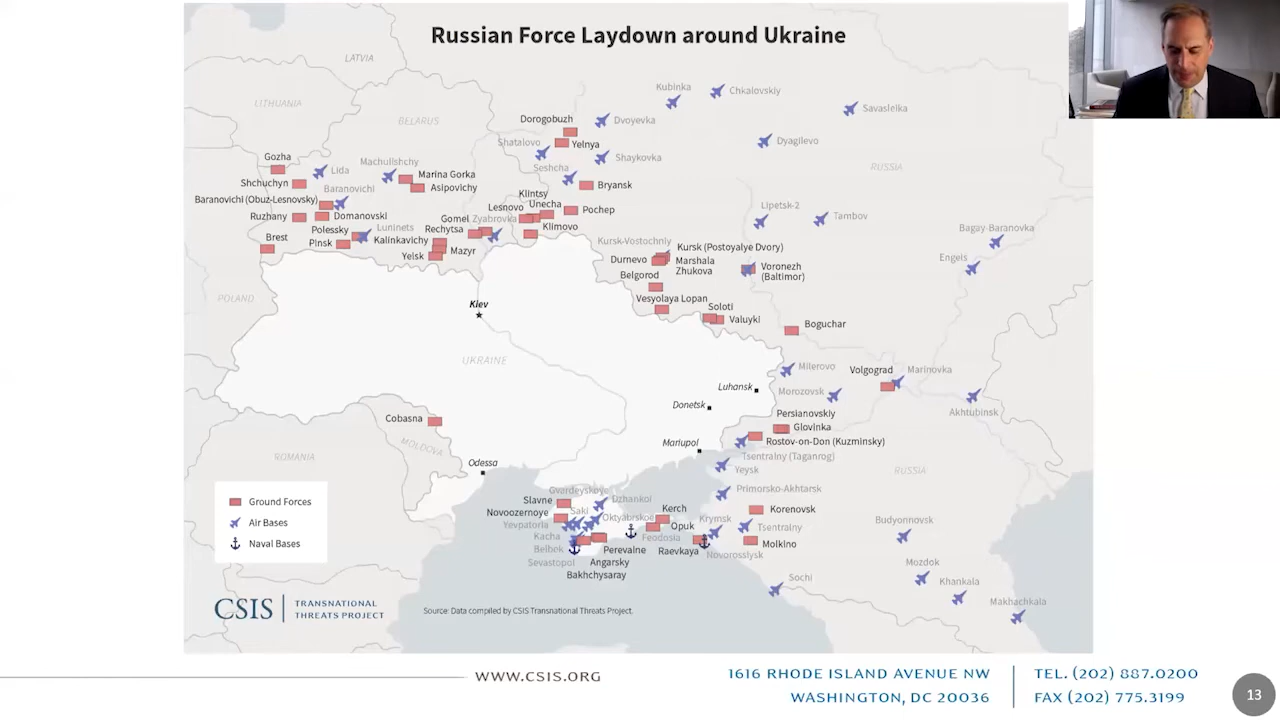 Russian Force Laydown around Ukraine
LATVIA
LITHUANIA
BELARUS
Kubinka
Chkalovskiy
Savasleika
Dorogobuzh
Dvoyevka
Shatalovo
Yelnya
Dyagilevo
Gozha
Machulishchy
Shaykovka
RUSSIA
Lida
Marina Gorka
Seshcha
Shchuchyn
Baranovichi
Asipovichy
Bryansk
Baranovichi (Obuz-Lesnovsky)
Klintsy
Lesnovo
Unecha
Pochep
Lipetsk-2
Tambov
Ruzhany
Domanovski
Gomel
Zyabrovka
Klimovo
Polessky
Luninets
Rechytsa
Bagay-Baranovka
Brest
Pinsk
Kalinkavichy
Kursk-Vostochniy
Kursk (Postoyalye Dvory)
Yelsk
Mazyr
Durnevo
Marshala
Zhukova
Voronezh
(Baltimor)
Engels
Belgorod
POLAND
Kiev
Vesyolaya Lopan
Soloti
Valuyki
Boguchar
UKRAINE
Millerovo
Volgograd
Marinovka
Luhansk
Morozovsk
Donetsk
Akhtubinsk
Cobasna
Persianovskiy
Glovinka
MOLDOVA
Mariupol
Rostov-on-Don (Kuzminsky)
ROMANIA
Tsentralny (Taganrog)
Odessa
Yeysk
RUSSIA
Gvardeyskoye
Primorsko-Akhtarsk
Ground Forces
Slavne
Dzhankoi
Novoozernoye
Saki
Oktyabrskoe
Kerch
Korenovsk
Air Bases
Yevpatoria
Opuk
Krymsk
Tsentralny
Budyonnovsk
Naval Bases
Kacha
Feodosia
Belbek
Perevalne
Raevkaya
Molkino
Sevastopol
Angarsky
Novorossiysk
Bakhchysaray
Sochi
Mozdok
Khankala
Makhachkala
CSIS
TRANSNATIONAL
THREATS PROJECT
Source: Data compiled by CSIS Transnational Threats Project.
WWW.CSIS.ORG
1616 RHODE ISLAND AVENUE NW
WASHINGTON, DC 20036
TEL. (202) 887.0200
FAX (202) 775.3199
13